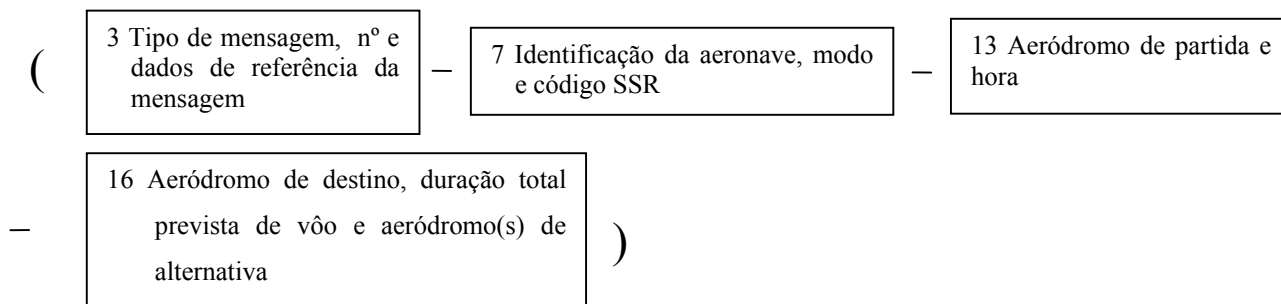 ( 3 Tipo de mensagem, nº e dados de referência da mensagem – 7 Identificação da aeronave, modo e código SSR – 13 Aeródromo de partida e hora
– 16 Aeródromo de destino, duração total prevista de vôo e aeródromo(s) de alternativa )